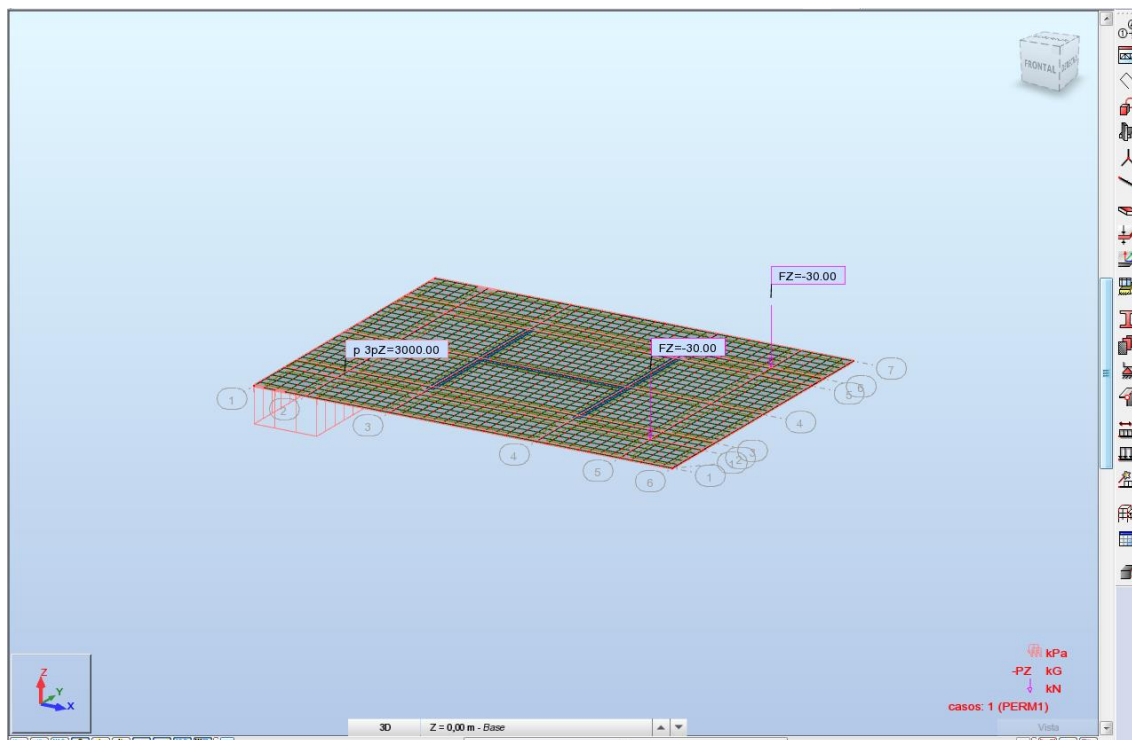 FRONTAL
FZ=-30.00
FZ=-30.00
p 3pZ=3000.00
1
2
3
4
5
6
1
1
2
3
4
5
6
7
Z
Y
X
kPa
-PZ kG
kN
casos: 1 (PERM1)
3D Z = 0,00 m - Base
Vista